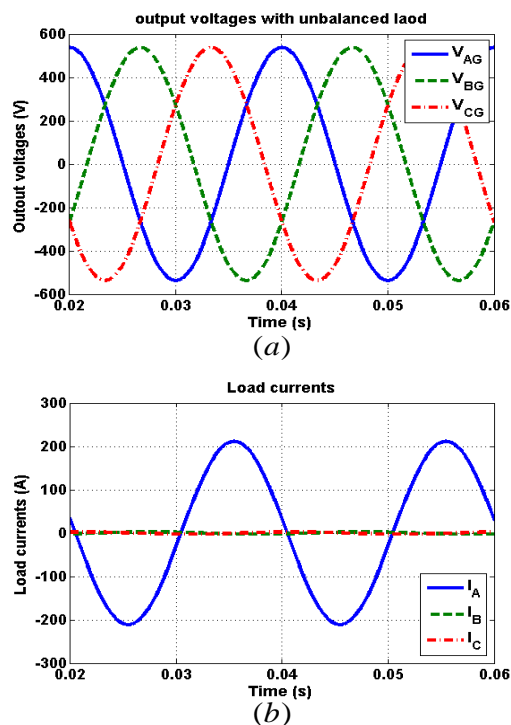 output voltages with unbalanced laod
Outout voltages (V)
600
400
200
0
-200
-400
-600
V_AG
V_BG
V_CG
0.02 0.03 0.04 0.05 0.06
Time (s)
(a)
Load currents
Load currents (A)
300
200
100
0
-100
-200
-300
I_A
I_B
I_C
0.02 0.03 0.04 0.05 0.06
Time (s)
(b)